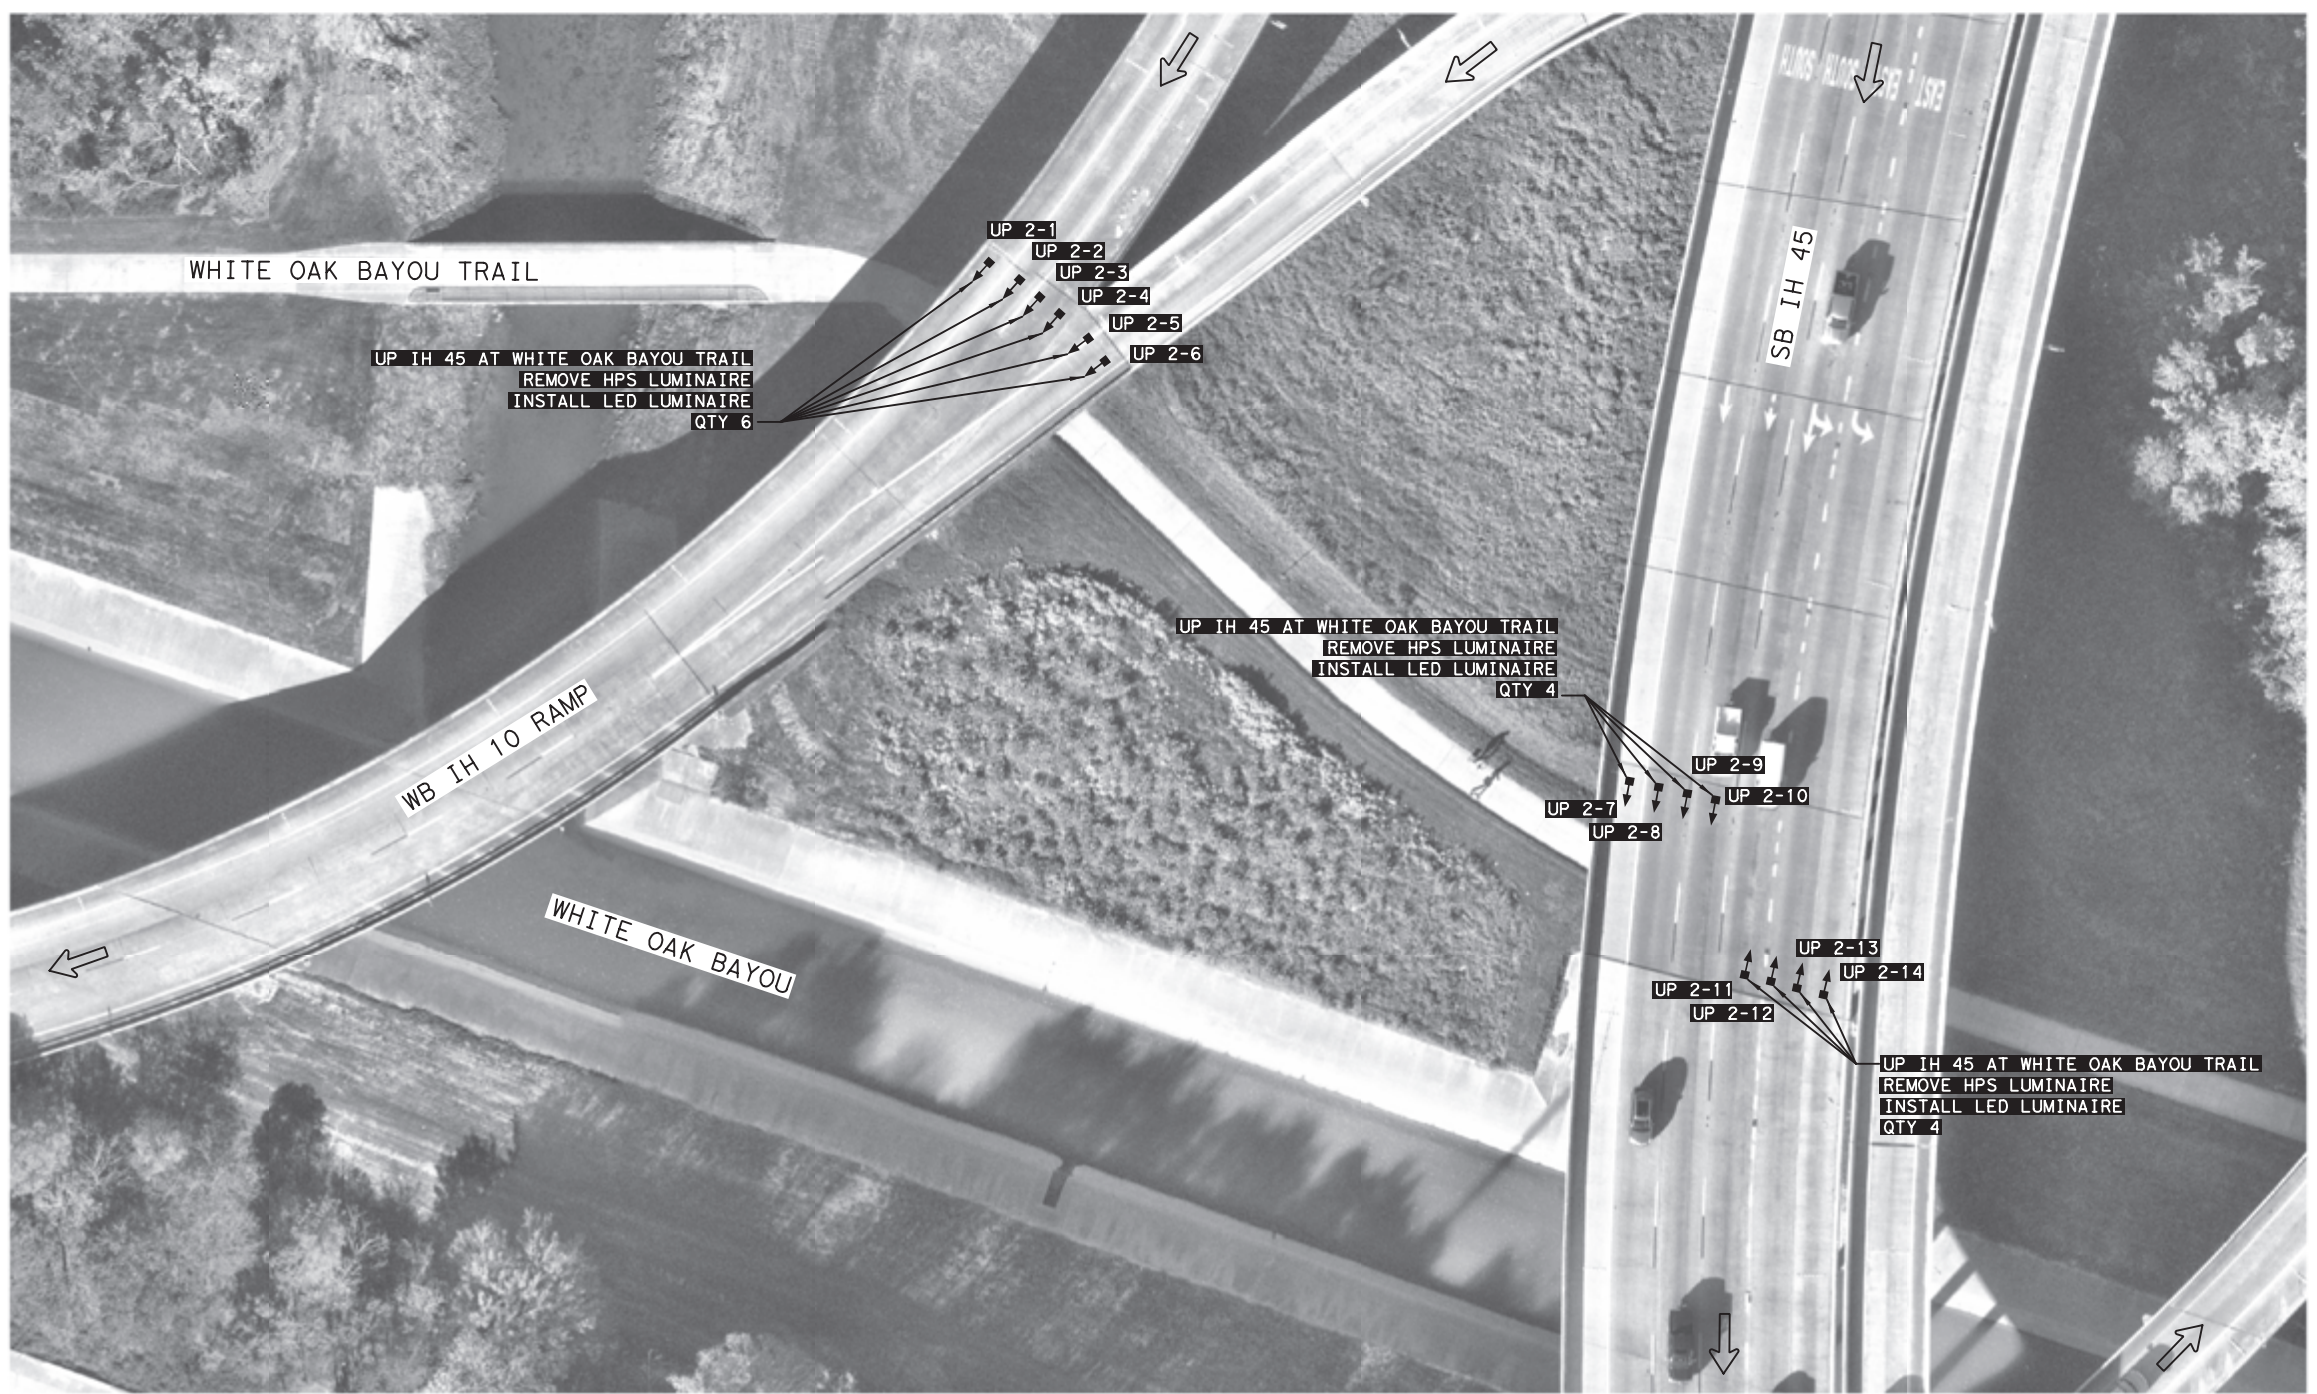 EAST
SOUTH
SOUTH
UP 2-1
UP 2-2
UP 2-3
UP 2-4
UP 2-5
UP 2-6
WHITE OAK BAYOU TRAIL
SB IH 45
UP IH 45 AT WHITE OAK BAYOU TRAIL
REMOVE HPS LUMINAIRE
INSTALL LED LUMINAIRE
QTY 6
UP IH 45 AT WHITE OAK BAYOU TRAIL
REMOVE HPS LUMINAIRE
INSTALL LED LUMINAIRE
QTY 4
WB IH 10 RAMP
UP 2-9
UP 2-10
UP 2-7
UP 2-8
WHITE OAK BAYOU
UP 2-13
UP 2-14
UP 2-11
UP 2-12
UP IH 45 AT WHITE OAK BAYOU TRAIL
REMOVE HPS LUMINAIRE
INSTALL LED LUMINAIRE
QTY 4